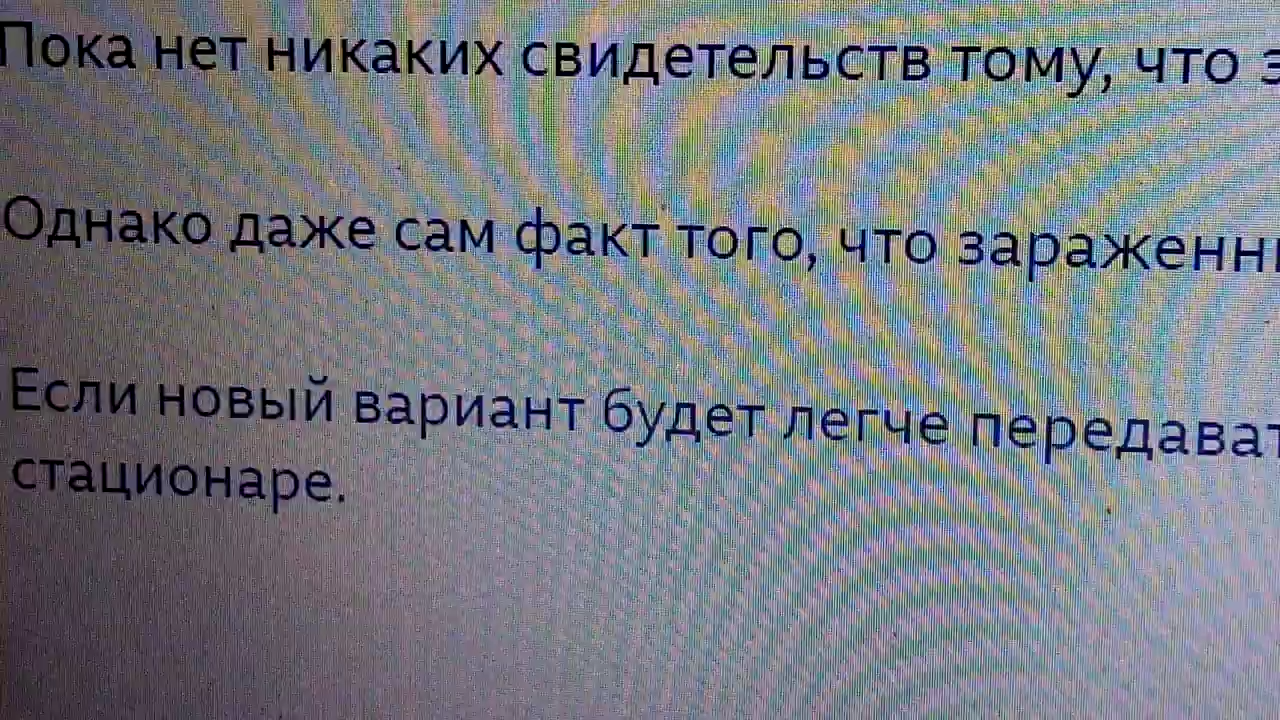 Пока нет никаких свидетельств тому, что
Однако даже сам факт того, что зараженн
Если новый вариант будет легче передават
стационаре.